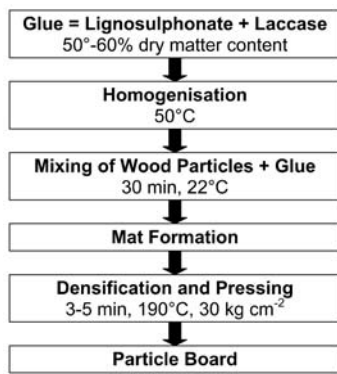 Glue = Lignosulphonate + Laccase
50°-60% dry matter content
Homogenisation
50°C
Mixing of Wood Particles + Glue
30 min, 22°C
Mat Formation
Densification and Pressing
3-5 min, 190°C, 30 kg cm⁻²
Particle Board